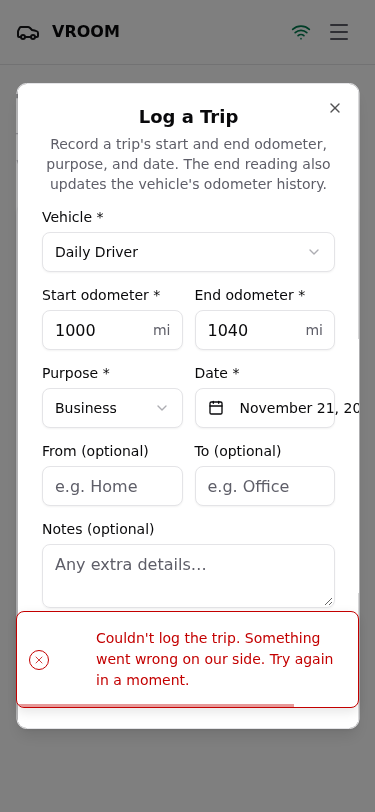 VROOM
Log a Trip
Record a trip's start and end odometer,
purpose, and date. The end reading also
updates the vehicle's odometer history.
Vehicle *
Daily Driver
Start odometer *
End odometer *
1000 mi
1040 mi
Purpose *
Date *
Business
November 21, 20
From (optional)
To (optional)
e.g. Home
e.g. Office
Notes (optional)
Any extra details...
Couldn't log the trip. Something
went wrong on our side. Try again
in a moment.